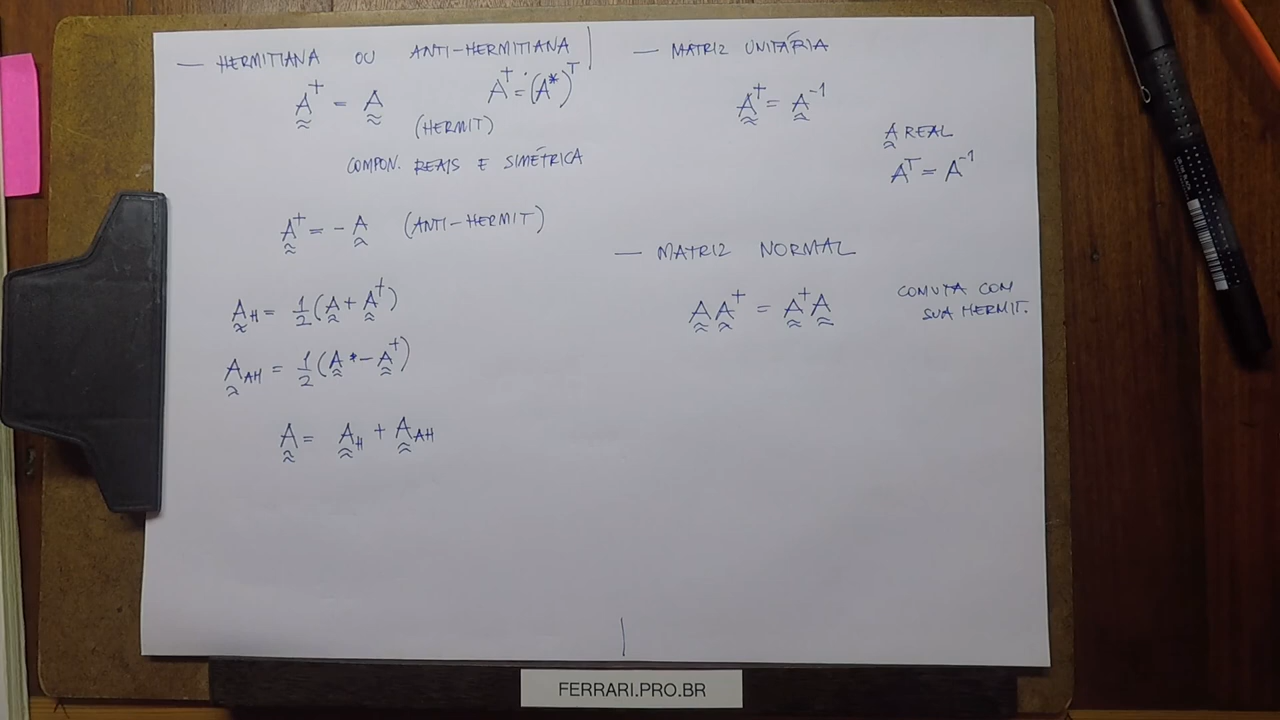 — HERMITIANA OU ANTI-HERMITIANA
A† = A A† = (A*)ᵀ
(HERMIT)
COMPON. REAIS E SIMÉTRICA
A† = -A (ANTI-HERMIT)
A_H = 1/2 (A + A†)
A_AH = 1/2 (A* - A†)
A = A_H + A_AH
— MATRIZ UNITÁRIA
A† = A⁻¹
A REAL
Aᵀ = A⁻¹
— MATRIZ NORMAL
AA† = A†A
COMUTA COM
SUA HERMIT.
FERRARI.PRO.BR